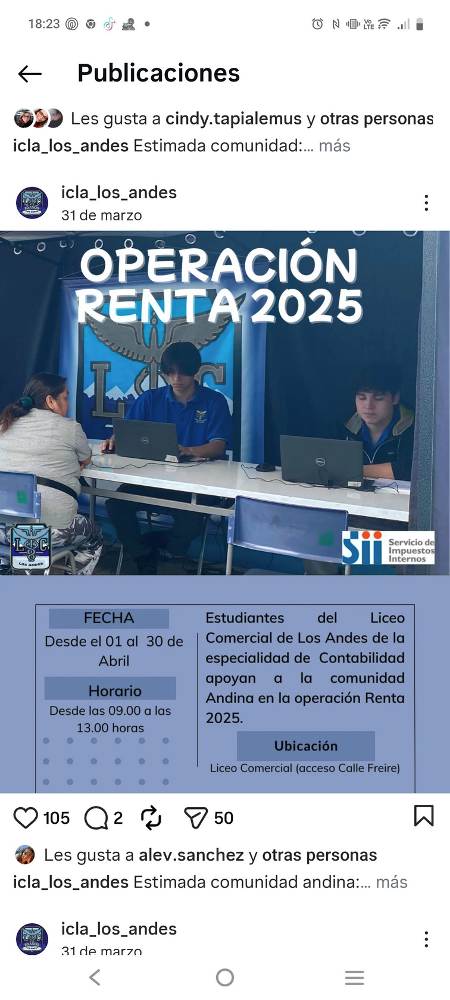 18:23
Publicaciones
Les gusta a cindy.tapialemus y otras personas
icla_los_andes Estimada comunidad:... más
icla_los_andes
31 de marzo
OPERACIÓN
RENTA 2025
L C
LC
LOS ANDES
Sii Servicio de
Impuestos
Internos
FECHA
Desde el 01 al 30 de
Abril
Horario
Desde las 09.00 a las
13.00 horas
Estudiantes del Liceo
Comercial de Los Andes de la
especialidad de Contabilidad
apoyan a la comunidad
Andina en la operación Renta
2025.
Ubicación
Liceo Comercial (acceso Calle Freire)
105 2 50
Les gusta a alev.sanchez y otras personas
icla_los_andes Estimada comunidad andina:... más
icla_los_andes
31 de marzo